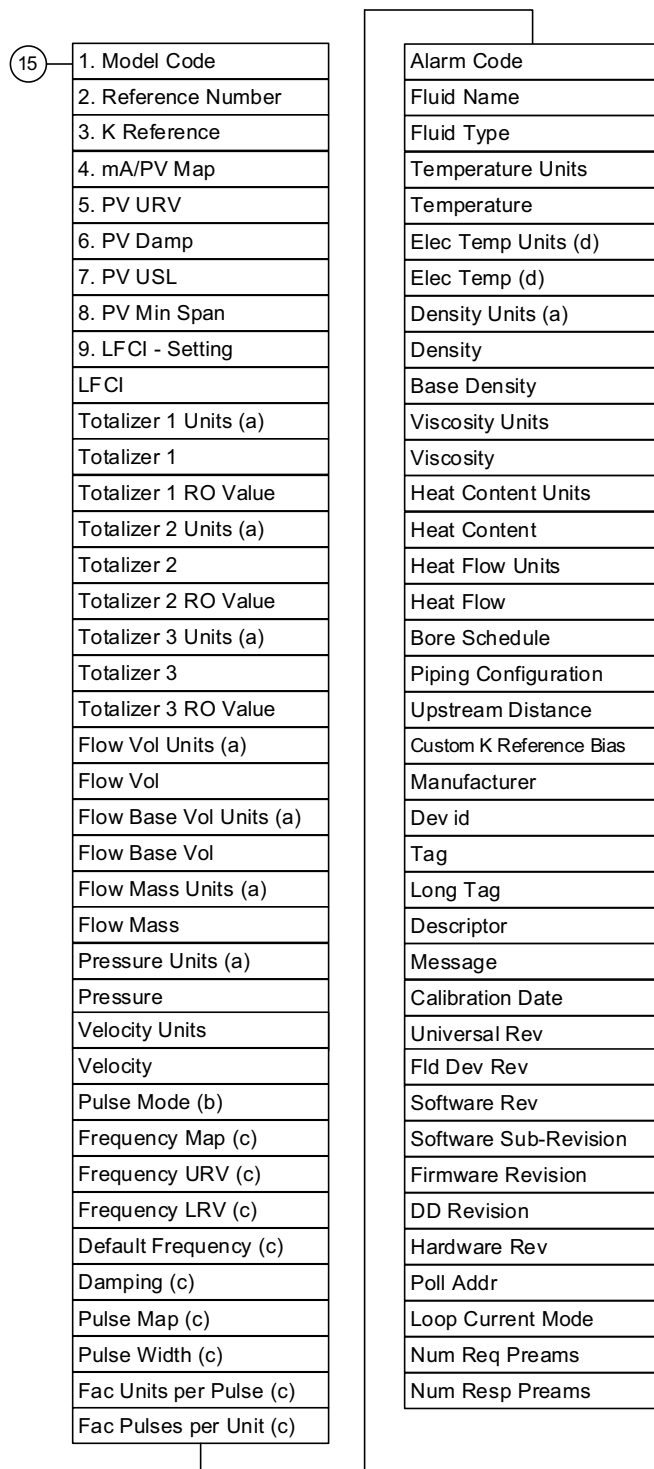 15
1. Model Code
2. Reference Number
3. K Reference
4. mA/PV Map
5. PV URV
6. PV Damp
7. PV USL
8. PV Min Span
9. LFCI - Setting
LFCI
Totalizer 1 Units (a)
Totalizer 1
Totalizer 1 RO Value
Totalizer 2 Units (a)
Totalizer 2
Totalizer 2 RO Value
Totalizer 3 Units (a)
Totalizer 3
Totalizer 3 RO Value
Flow Vol Units (a)
Flow Vol
Flow Base Vol Units (a)
Flow Base Vol
Flow Mass Units (a)
Flow Mass
Pressure Units (a)
Pressure
Velocity Units
Velocity
Pulse Mode (b)
Frequency Map (c)
Frequency URV (c)
Frequency LRV (c)
Default Frequency (c)
Damping (c)
Pulse Map (c)
Pulse Width (c)
Fac Units per Pulse (c)
Fac Pulses per Unit (c)
Alarm Code
Fluid Name
Fluid Type
Temperature Units
Temperature
Elec Temp Units (d)
Elec Temp (d)
Density Units (a)
Density
Base Density
Viscosity Units
Viscosity
Heat Content Units
Heat Content
Heat Flow Units
Heat Flow
Bore Schedule
Piping Configuration
Upstream Distance
Custom K Reference Bias
Manufacturer
Dev id
Tag
Long Tag
Descriptor
Message
Calibration Date
Universal Rev
Fld Dev Rev
Software Rev
Software Sub-Revision
Firmware Revision
DD Revision
Hardware Rev
Poll Addr
Loop Current Mode
Num Req Preams
Num Resp Preams